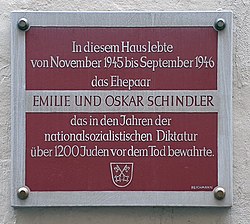 In diesem Haus lebte
von November 1945 bis September 1946
das Ehepaar
EMILIE UND OSKAR SCHINDLER
das in den Jahren der
nationalsozialistischen Diktatur
über 1200 Juden vor dem Tod bewahrte.